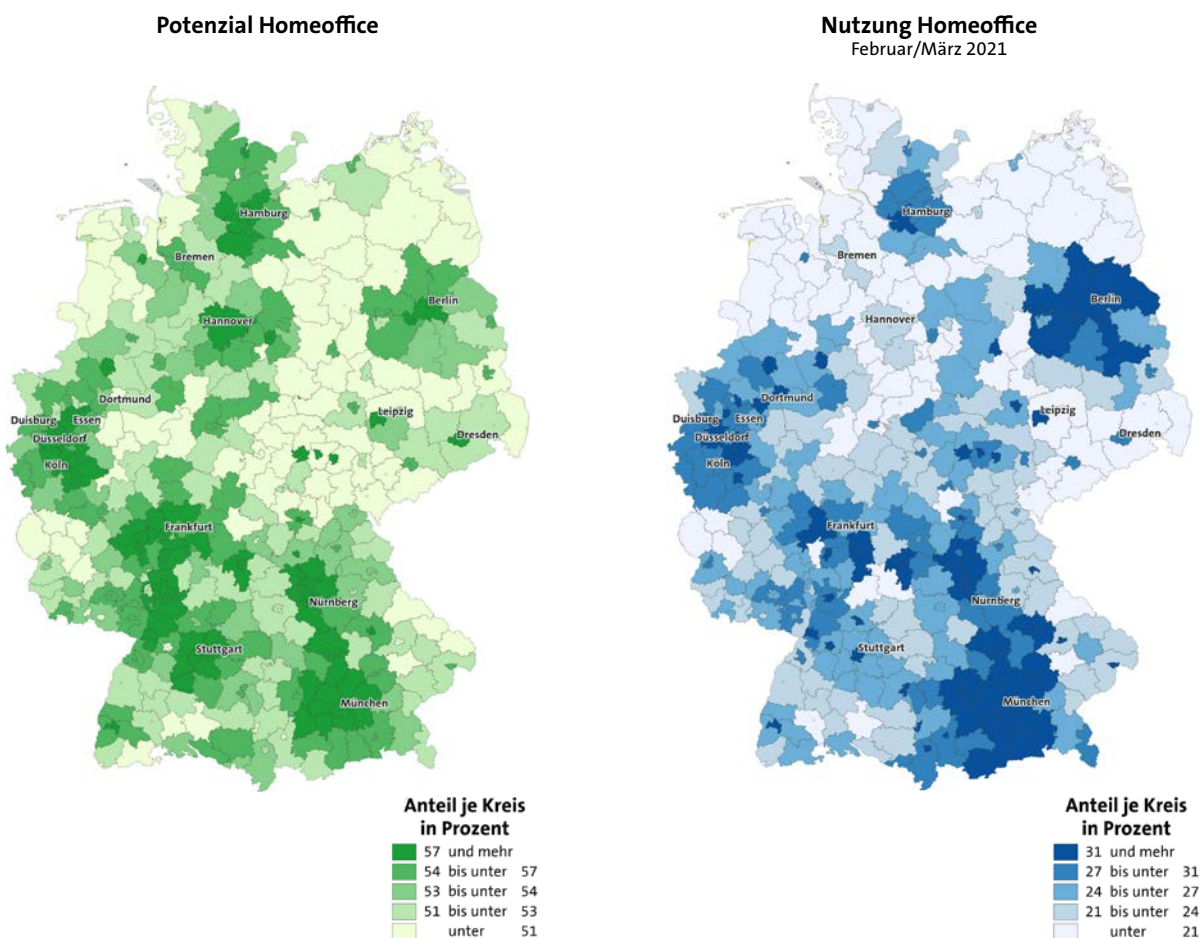 Potenzial Homeoffice
Hamburg
Bremen
Berlin
Hannover
Dortmund
Duisburg Essen
Düsseldorf
Leipzig
Dresden
Köln
Frankfurt
Nürnberg
Stuttgart
München
Anteil je Kreis
in Prozent
57 und mehr
54 bis unter 57
53 bis unter 54
51 bis unter 53
unter 51
Nutzung Homeoffice
Februar/März 2021
Hamburg
Bremen
Berlin
Hannover
Dortmund
Duisburg Essen
Düsseldorf
Leipzig
Dresden
Köln
Frankfurt
Nürnberg
Stuttgart
München
Anteil je Kreis
in Prozent
31 und mehr
27 bis unter 31
24 bis unter 27
21 bis unter 24
unter 21